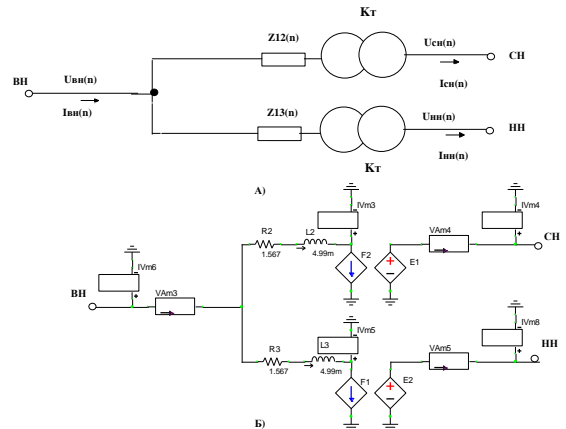 Кт
Z12(n)
Uсн(n)
СН
ВН
Uвн(n)
Iсн(n)
Iвн(n)
Z13(n)
Uнн(n)
НН
Iнн(n)
Кт
А)
IVm3
IVm4
R2
L2
VAm4
СН
1.567
4.99m
F2
E1
IVm6
ВН
VAm3
IVm5
IVm8
R3
L3
VAm5
НН
1.567
4.99m
F1
E2
Б)